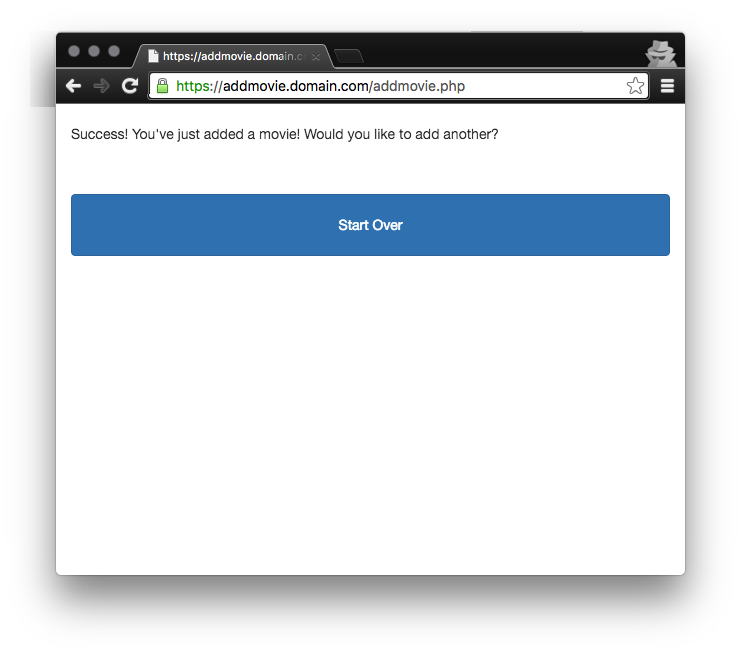 https://addmovie.domain.c
https://addmovie.domain.com/addmovie.php
Success! You've just added a movie! Would you like to add another?
Start Over